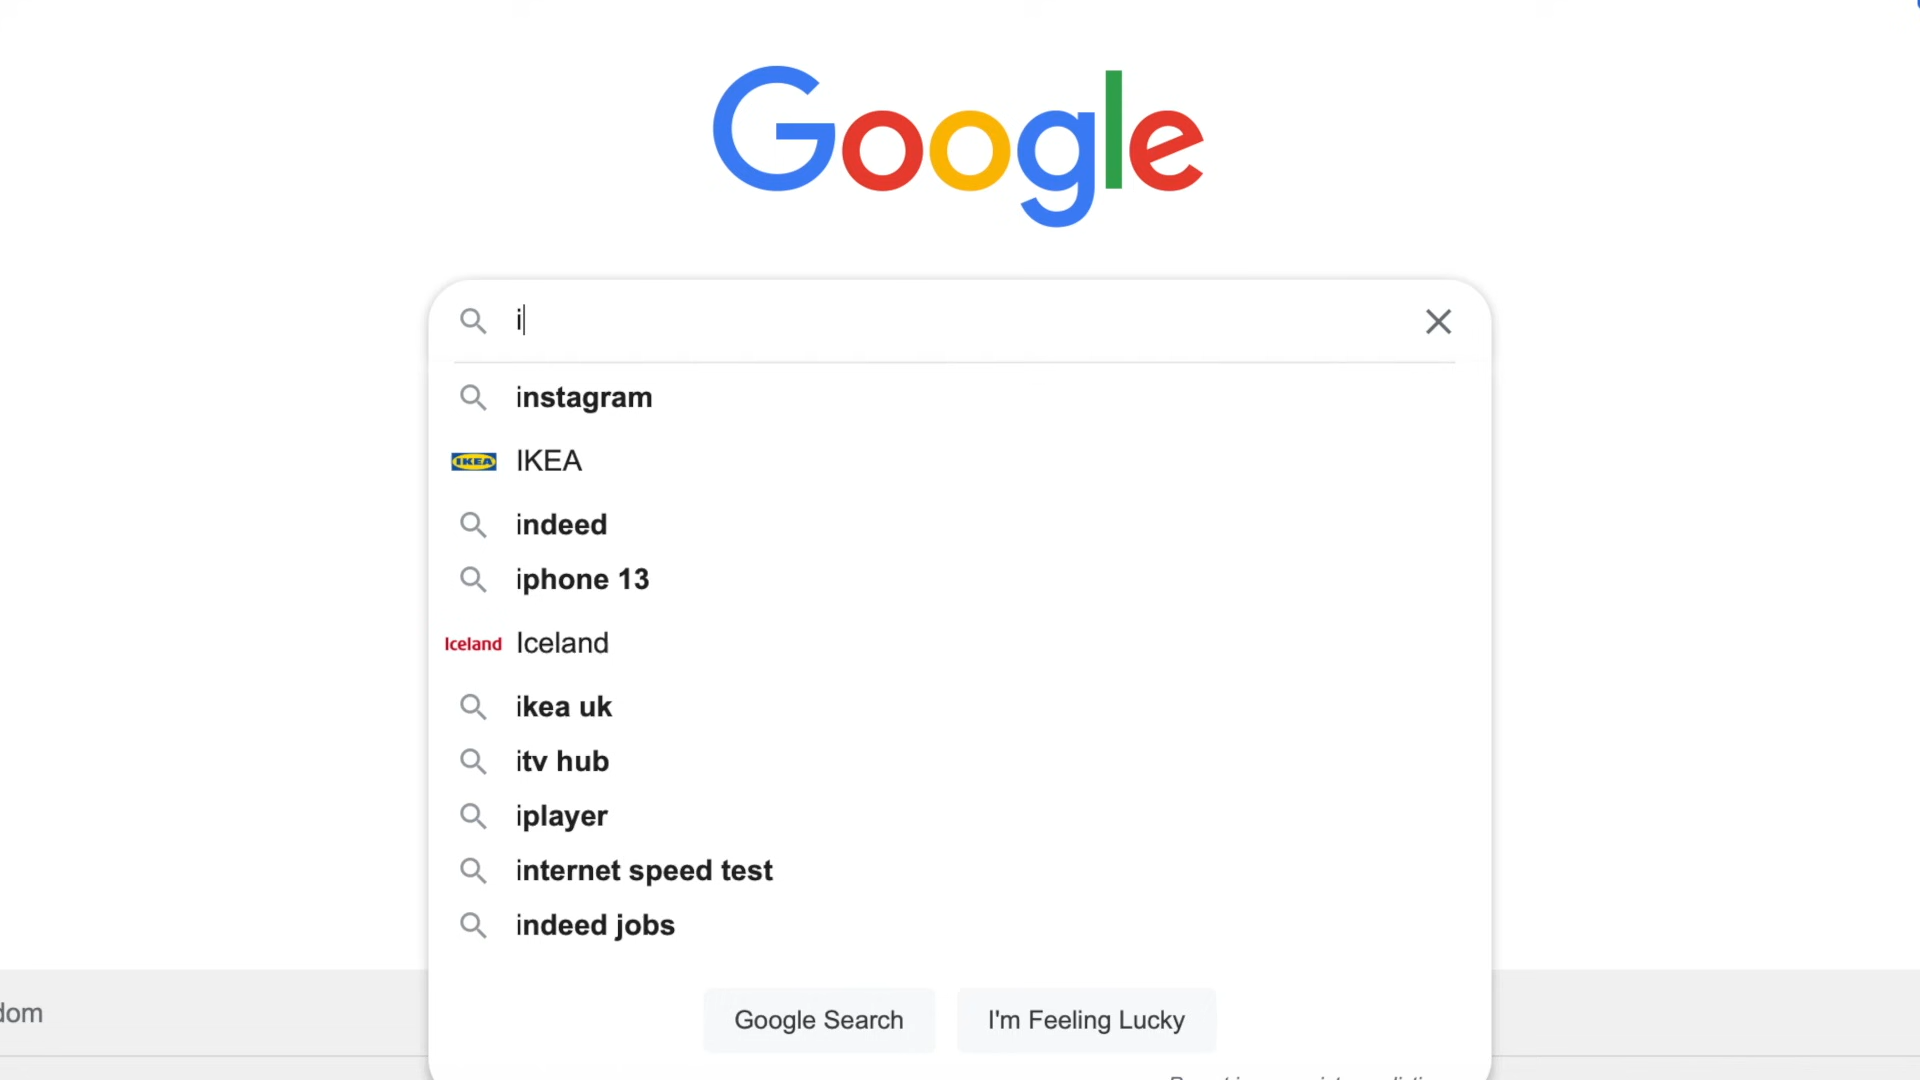 Google
i
instagram
IKEA IKEA
indeed
iphone 13
Iceland Iceland
ikea uk
itv hub
iplayer
internet speed test
indeed jobs
dom
Google Search I'm Feeling Lucky